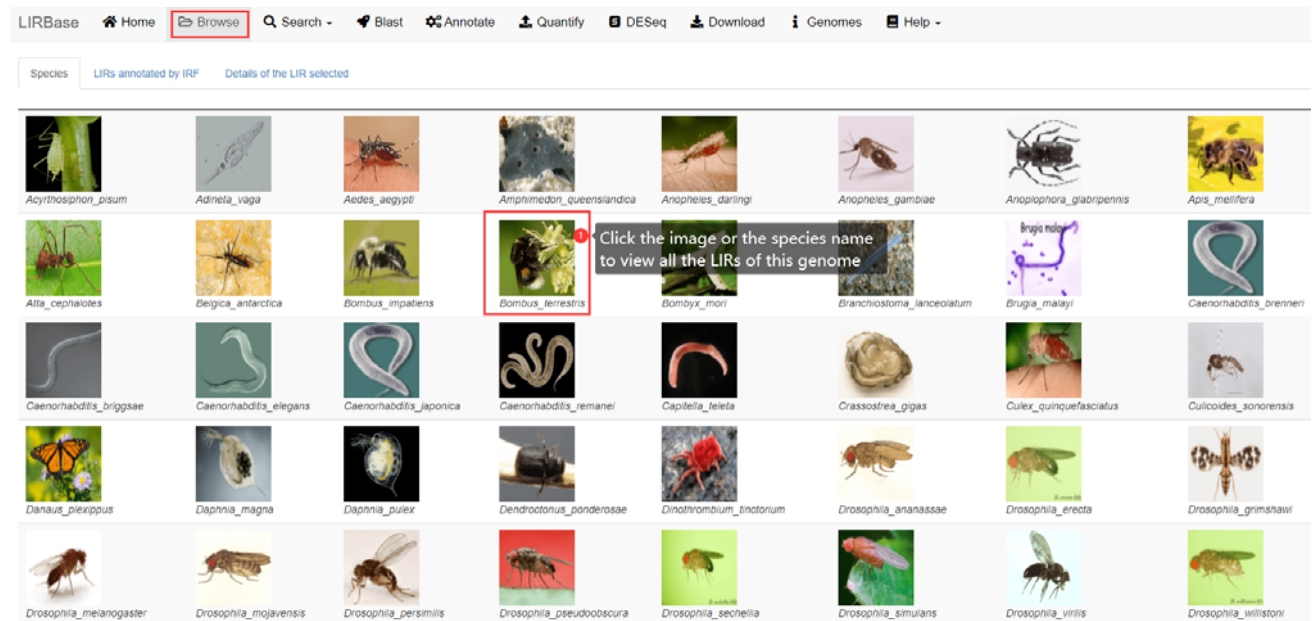 LIRBase Home Browse Search Blast Annotate Quantify DESeq Download Genomes Help
Species LIRs annotated by IRF Details of the LIR selected
Acyrthosiphon_pisum Adineta_vaga Aedes_aegypti Amphimedon_queenslandica Anopheles_darlingi Anopheles_gambiae Anoplophora_glabripennis Apis_mellifera
Brugia malayi
1 Click the image or the species name
to view all the LIRs of this genome
Atta_cephalotes Belgica_antarctica Bombus_impatiens Bombus_terrestris Bombyx_mori Branchiostoma_lanceolatum Brugia_malayi Caenorhabditis_brenneri
Caenorhabditis_briggsae Caenorhabditis_elegans Caenorhabditis_japonica Caenorhabditis_remanei Capitella_teleta Crassostrea_gigas Culex_quinquefasciatus Culicoides_sonorensis
Danaus_plexippus Daphnia_magna Daphnia_pulex Dendroctonus_ponderosae Dinothrombium_tinctorium Drosophila_ananassae Drosophila_erecta Drosophila_grimshawi
Drosophila_melanogaster Drosophila_mojavensis Drosophila_persimilis Drosophila_pseudoobscura Drosophila_sechellia Drosophila_simulans Drosophila_virilis Drosophila_willistoni